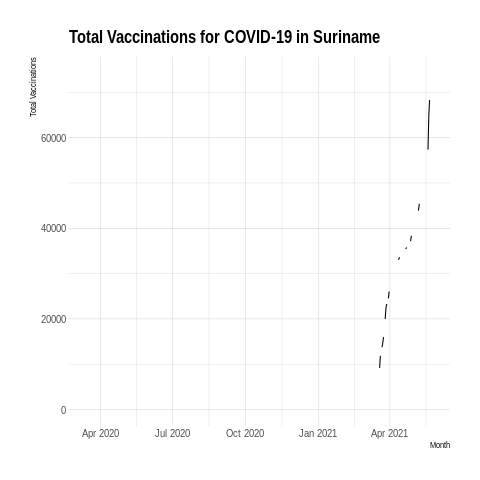 Total Vaccinations for COVID-19 in Suriname
Total Vaccinations
60000
40000
20000
0
Apr 2020 Jul 2020 Oct 2020 Jan 2021 Apr 2021
Month